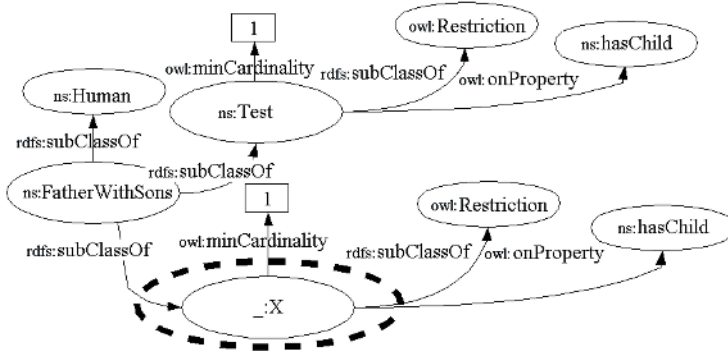 1
owl:Restriction
ns:hasChild
owl:minCardinality
rdfs:subClassOf
owl:onProperty
ns:Human
ns:Test
rdfs:subClassOf
rdfs:subClassOf
ns:FatherWithSons
1
owl:Restriction
ns:hasChild
rdfs:subClassOf
owl:minCardinality
rdfs:subClassOf
owl:onProperty
_:X